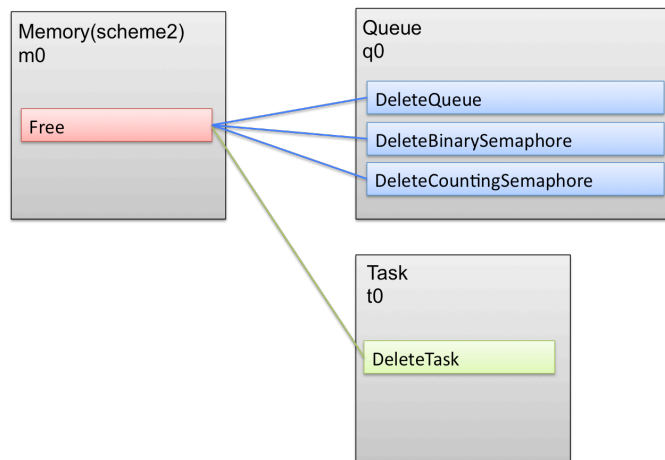 Memory(scheme2)
m0
Free
Queue
q0
DeleteQueue
DeleteBinarySemaphore
DeleteCountingSemaphore
Task
t0
DeleteTask